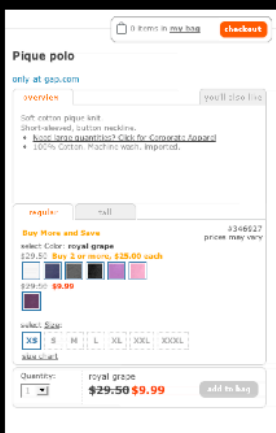 0 items in my bag
checkout
Pique polo
only at gap.com
overview
you'll also like
Soft cotton pique knit
Short-sleeved, button neckline.
• Need large quantities? Click for Corporate Apparel
• 100% Cotton. Machine wash. Imported.
regular
tall
Buy More and Save
#346927
prices may vary
select Color: royal grape
$29.50 Buy 2 or more, $25.00 each
$29.50 $9.99
select Size:
XS S M L XL XXL XXXL
size chart
Quantity:
1
royal grape
$29.50 $9.99
add to bag